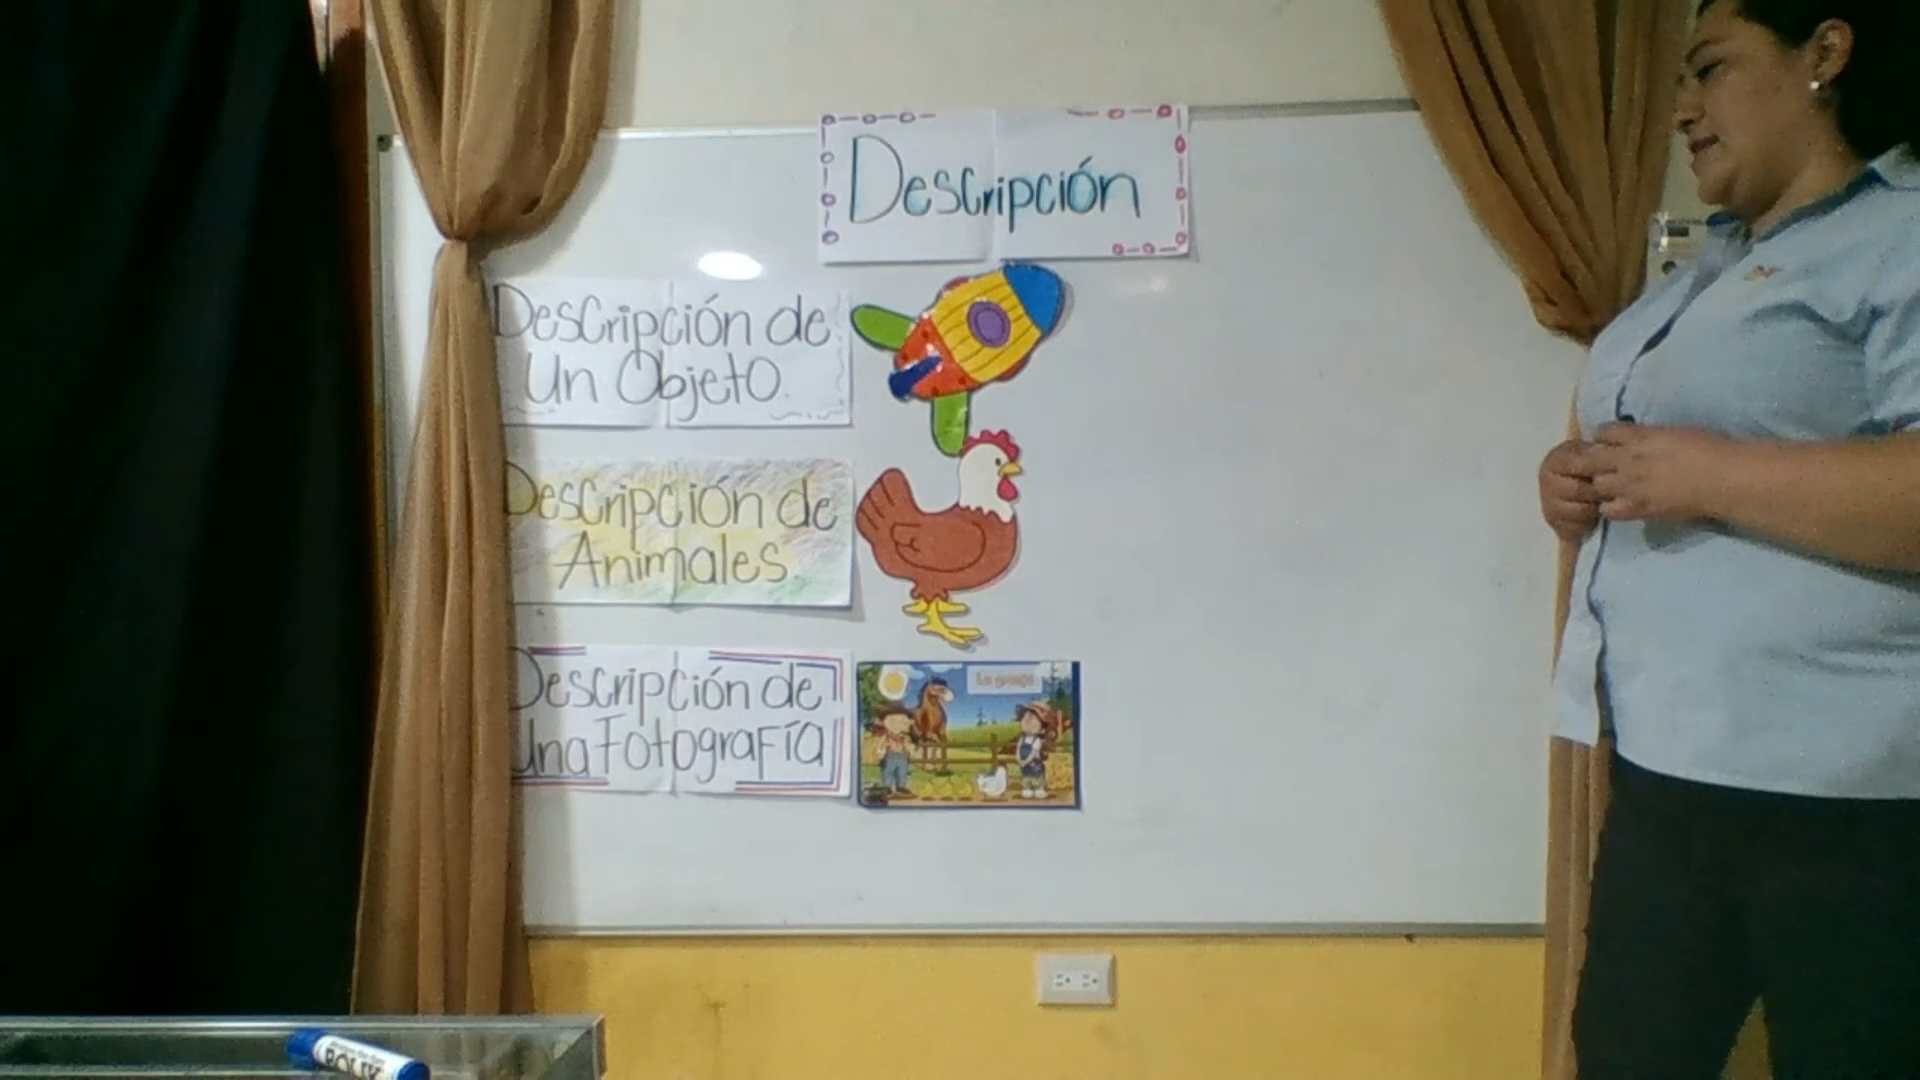 Descripción
Descripción de
Un Objeto.
Descripción de
Animales.
Descripción de
Una Fotografía
La granja